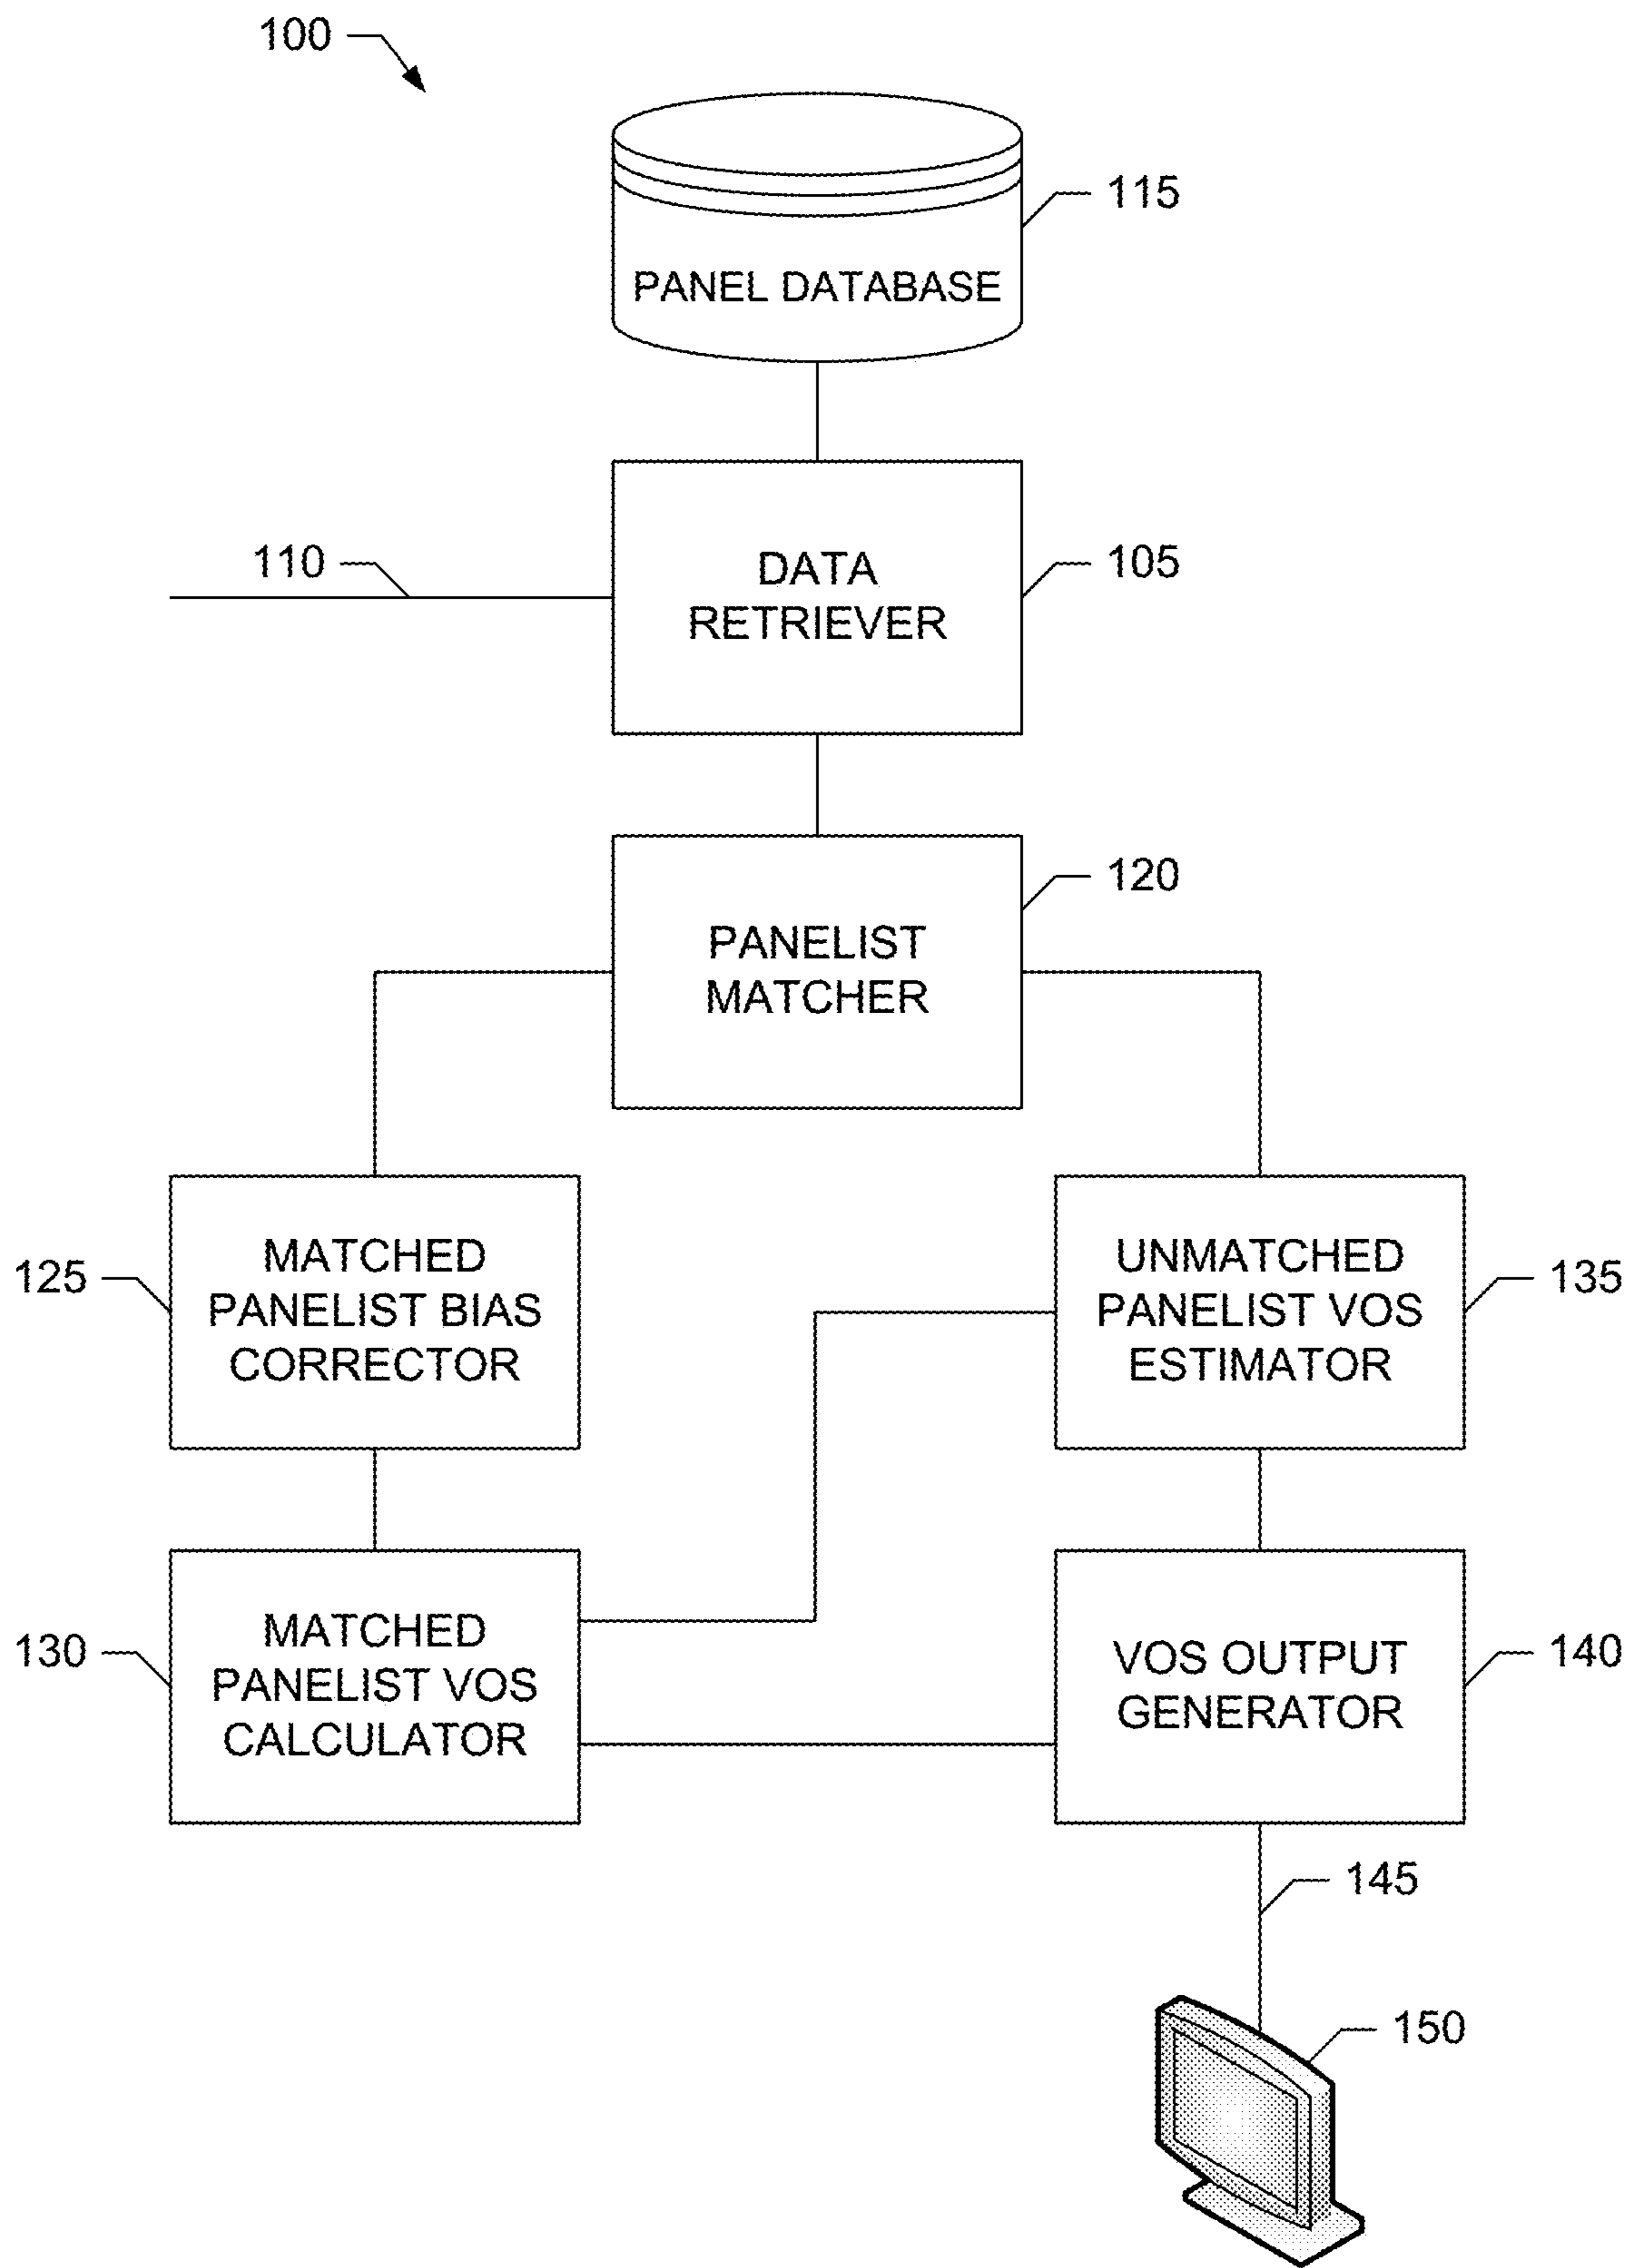 100
115
PANEL DATABASE
110
DATA
RETRIEVER
105
120
PANELIST
MATCHER
125
MATCHED
PANELIST BIAS
CORRECTOR
UNMATCHED
PANELIST VOS
ESTIMATOR
135
130
MATCHED
PANELIST VOS
CALCULATOR
VOS OUTPUT
GENERATOR
140
145
150